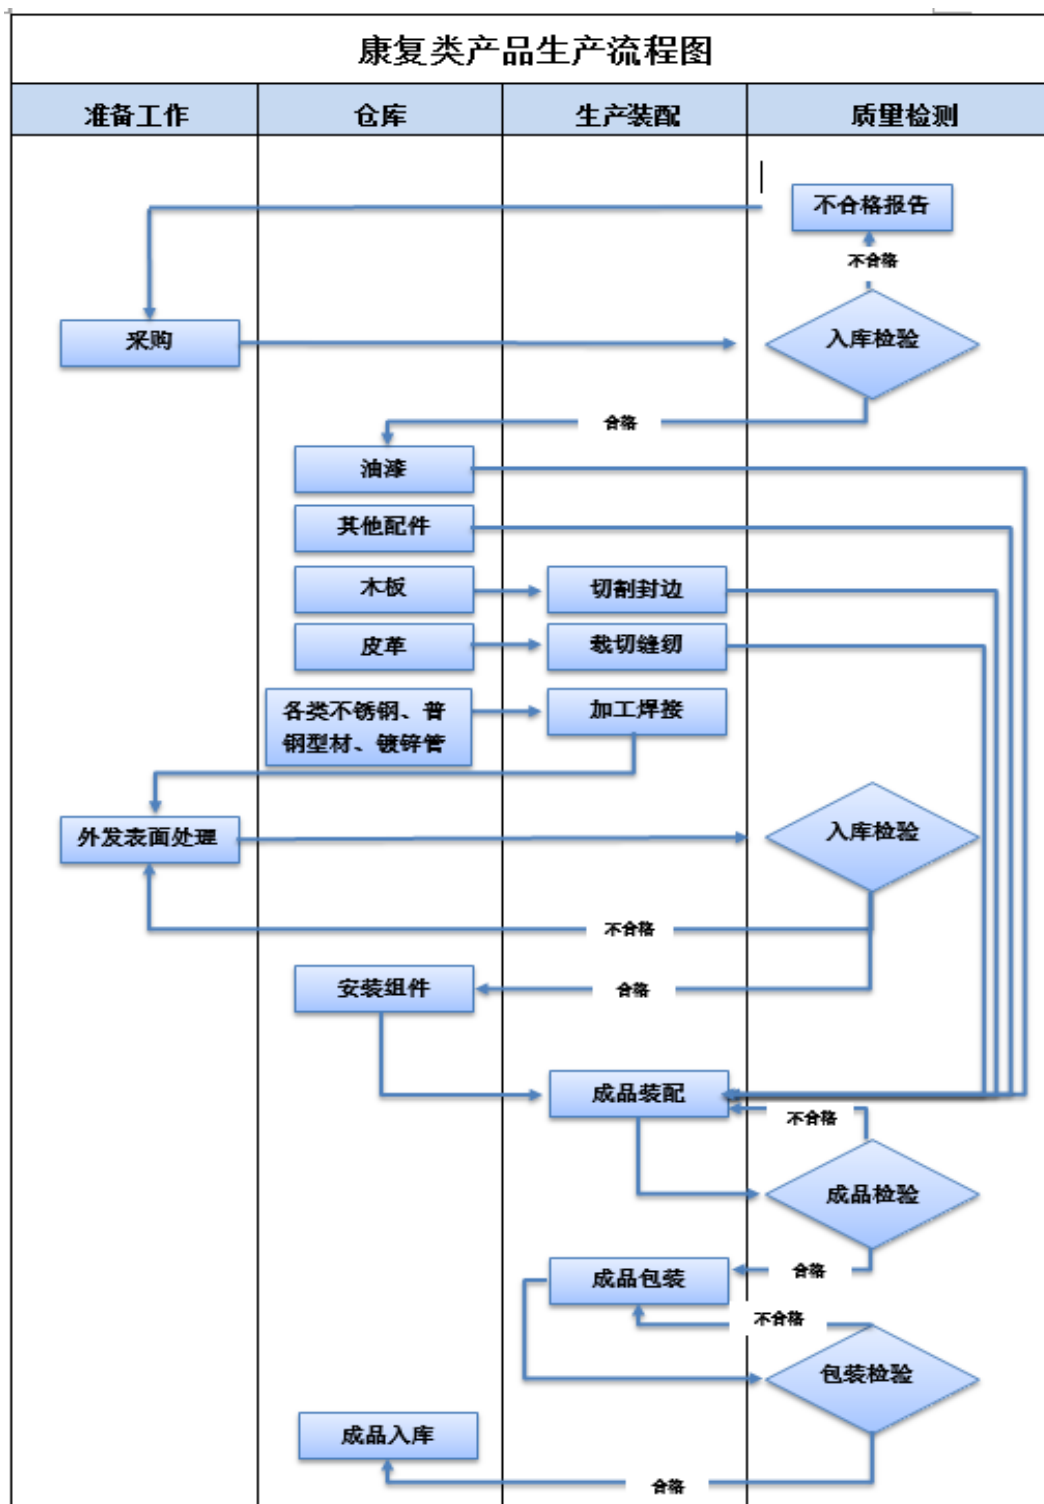 康复类产品生产流程图
准备工作
仓库
生产装配
质量检测
不合格报告
不合格
采购
入库检验
合格
油漆
其他配件
木板
切割封边
皮革
裁切缝纫
各类不锈钢、普
钢型材、镀锌管
加工焊接
外发表面处理
入库检验
不合格
安装组件
合格
成品装配
不合格
成品检验
成品包装
合格
不合格
包装检验
成品入库
合格